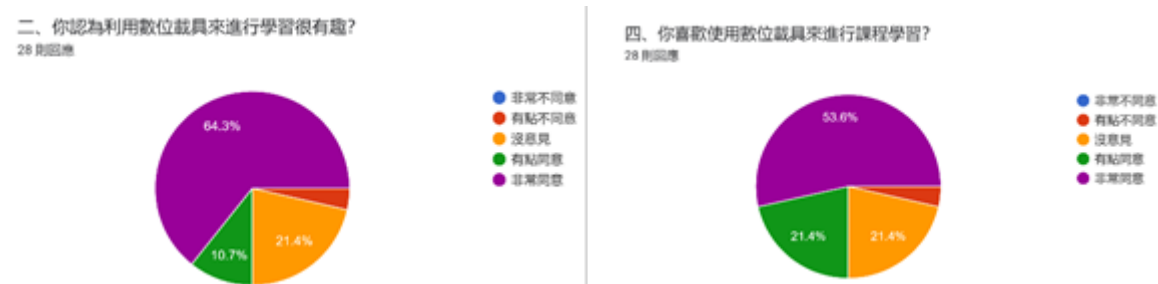 二、你認為利用數位載具來進行學習很有趣?
28 則回應
64.3%
10.7%
21.4%
非常不同意
有點不同意
沒意見
有點同意
非常同意
四、你喜歡使用數位載具來進行課程學習?
28 則回應
53.6%
21.4%
21.4%
非常不同意
有點不同意
沒意見
有點同意
非常同意